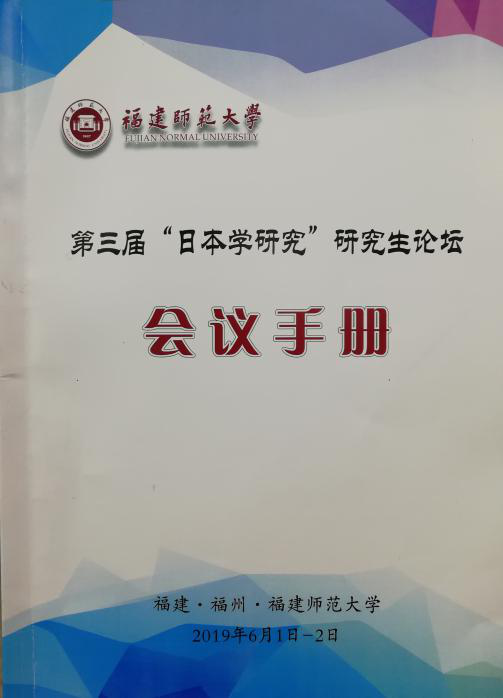 福建師範大學
FUJIAN NORMAL UNIVERSITY
第三届“日本学研究”研究生论坛
会议手册
福建·福州·福建师范大学
2019年6月1日-2日